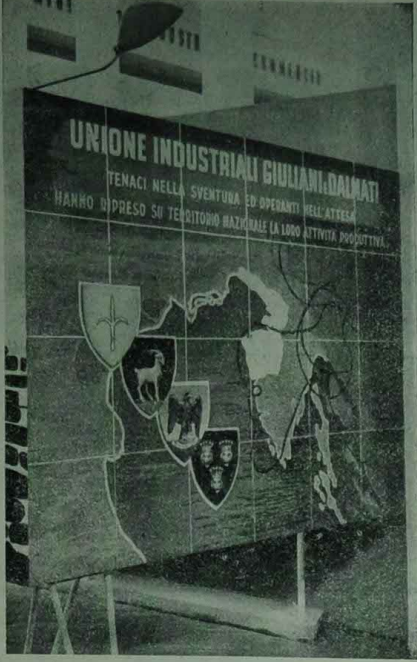 COMMERCIO
UNIONE INDUSTRIALI GIULIANI E DALMATI
TENACI NELLA SVENTURA ED OPERANTI NELL'ATTESA
HANNO RIPRESO SU TERRITORIO NAZIONALE LA LORO ATTIVITÀ PRODUTTIVA